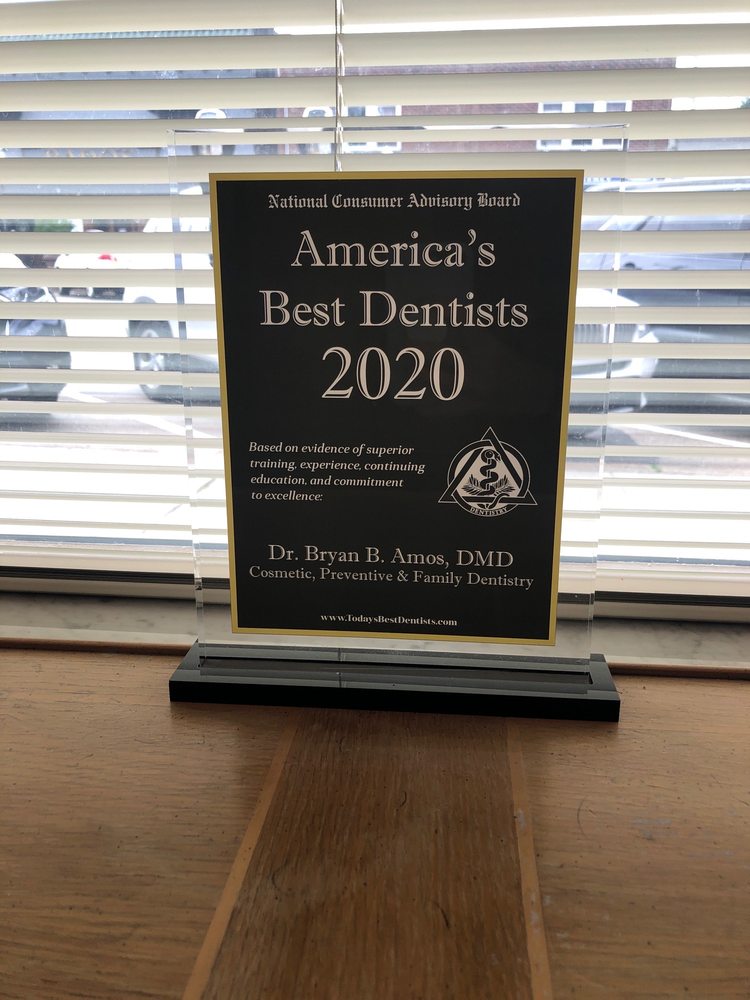 National Consumer Advisory Board
America's
Best Dentists
2020
Based on evidence of superior
training, experience, continuing
education, and commitment
to excellence:
DENTISTRY
Dr. Bryan B. Amos, DMD
Cosmetic, Preventive & Family Dentistry
www.TodaysBestDentists.com